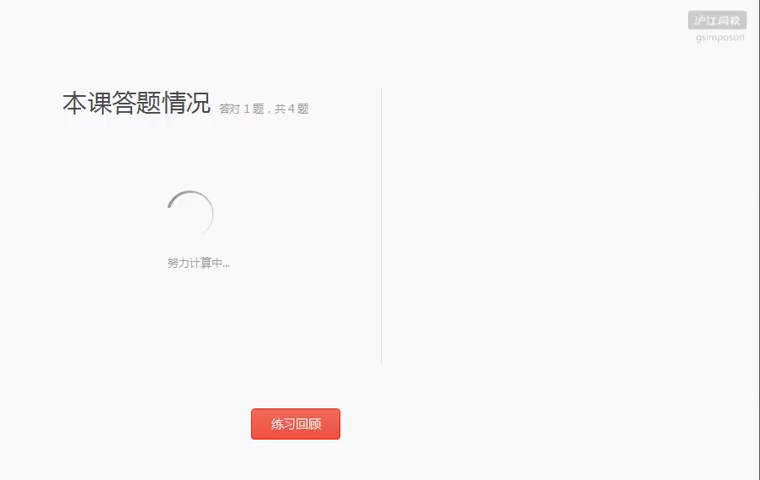 沪江网校
gsimposon
本课答题情况 答对 1 题，共 4 题
努力计算中...
练习回顾